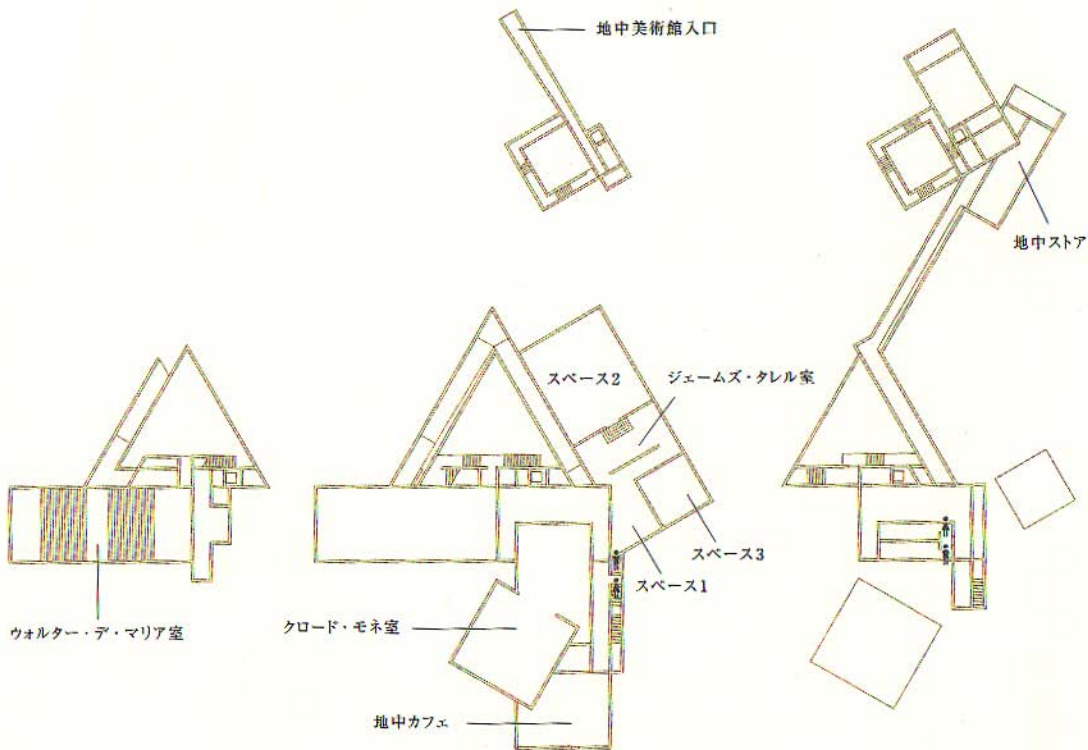 地中美術館入口
地中ストア
スペース2
ジェームズ・タレル室
スペース3
スペース1
ウォルター・デ・マリア室
クロード・モネ室
地中カフェ